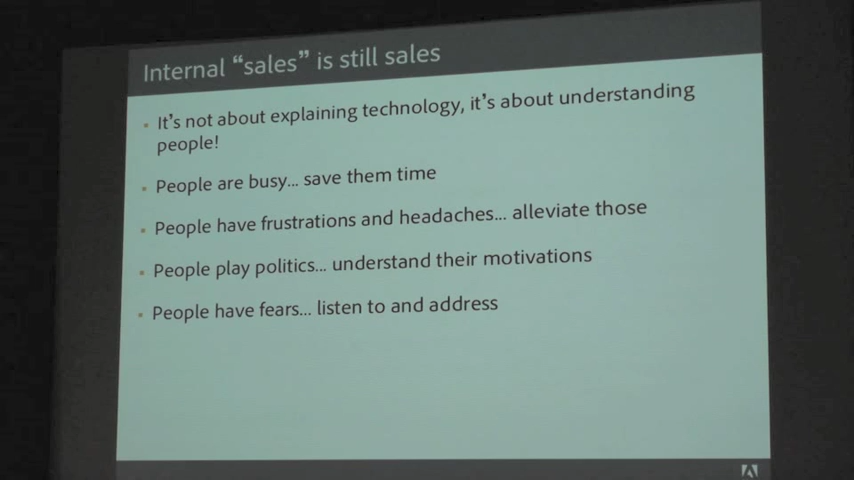 Internal “sales” is still sales
It’s not about explaining technology, it’s about understanding
people!
People are busy... save them time
People have frustrations and headaches... alleviate those
People play politics... understand their motivations
People have fears... listen to and address